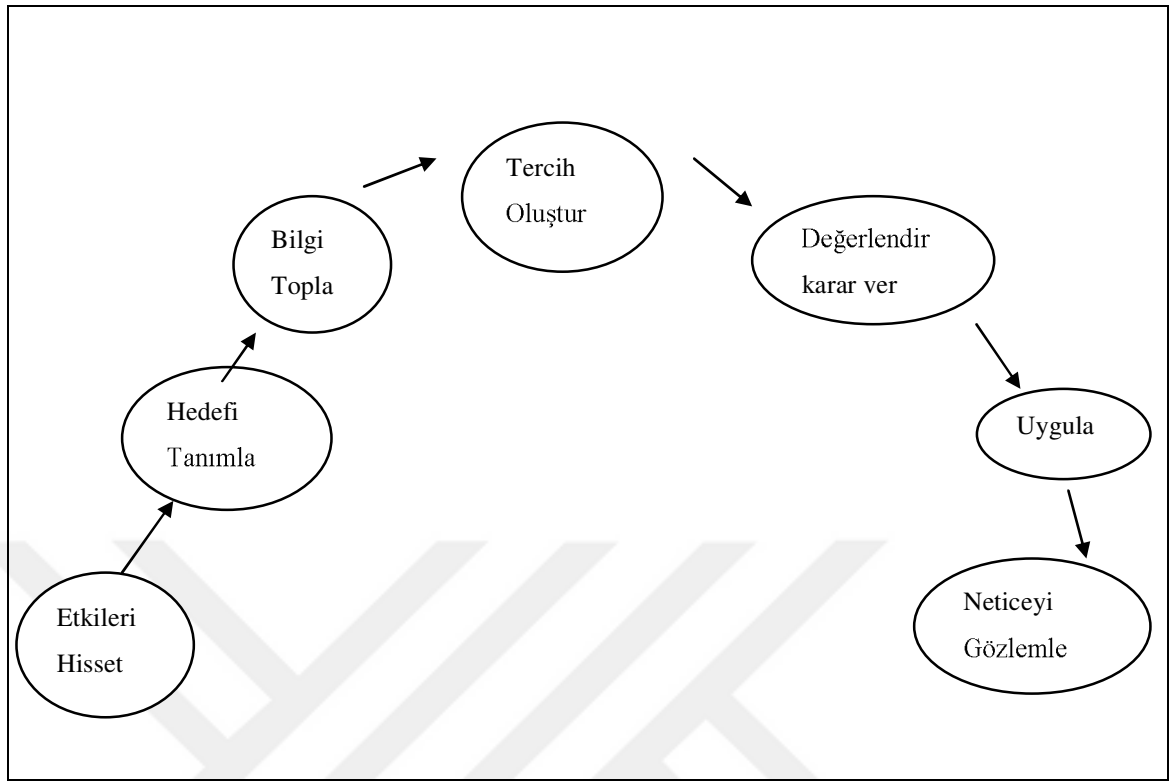 Etkileri
Hisset
Hedefi
Tanımla
Bilgi
Topla
Tercih
Oluştur
Değerlendir
karar ver
Uygula
Neticeyi
Gözlemle